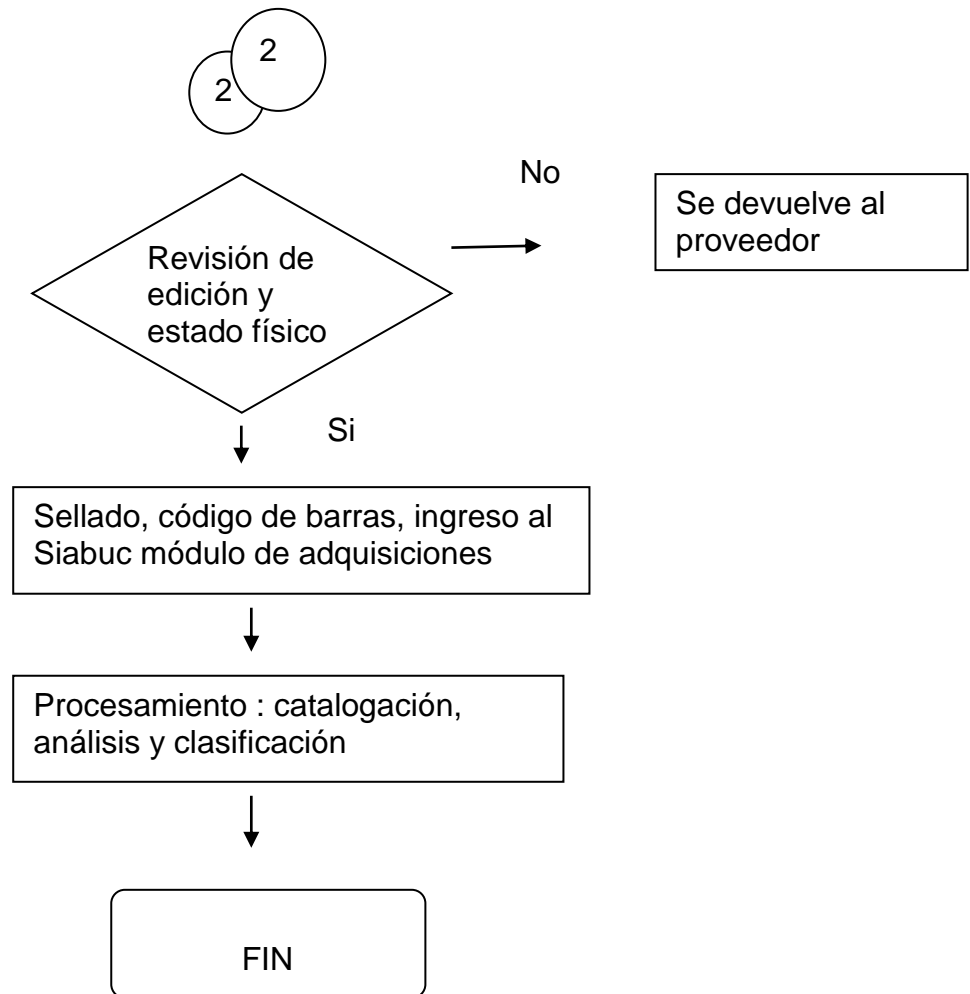 2
2
No
Se devuelve al
proveedor
Revisión de
edición y
estado físico
Si
Sellado, código de barras, ingreso al
Siabuc módulo de adquisiciones
Procesamiento : catalogación,
análisis y clasificación
FIN